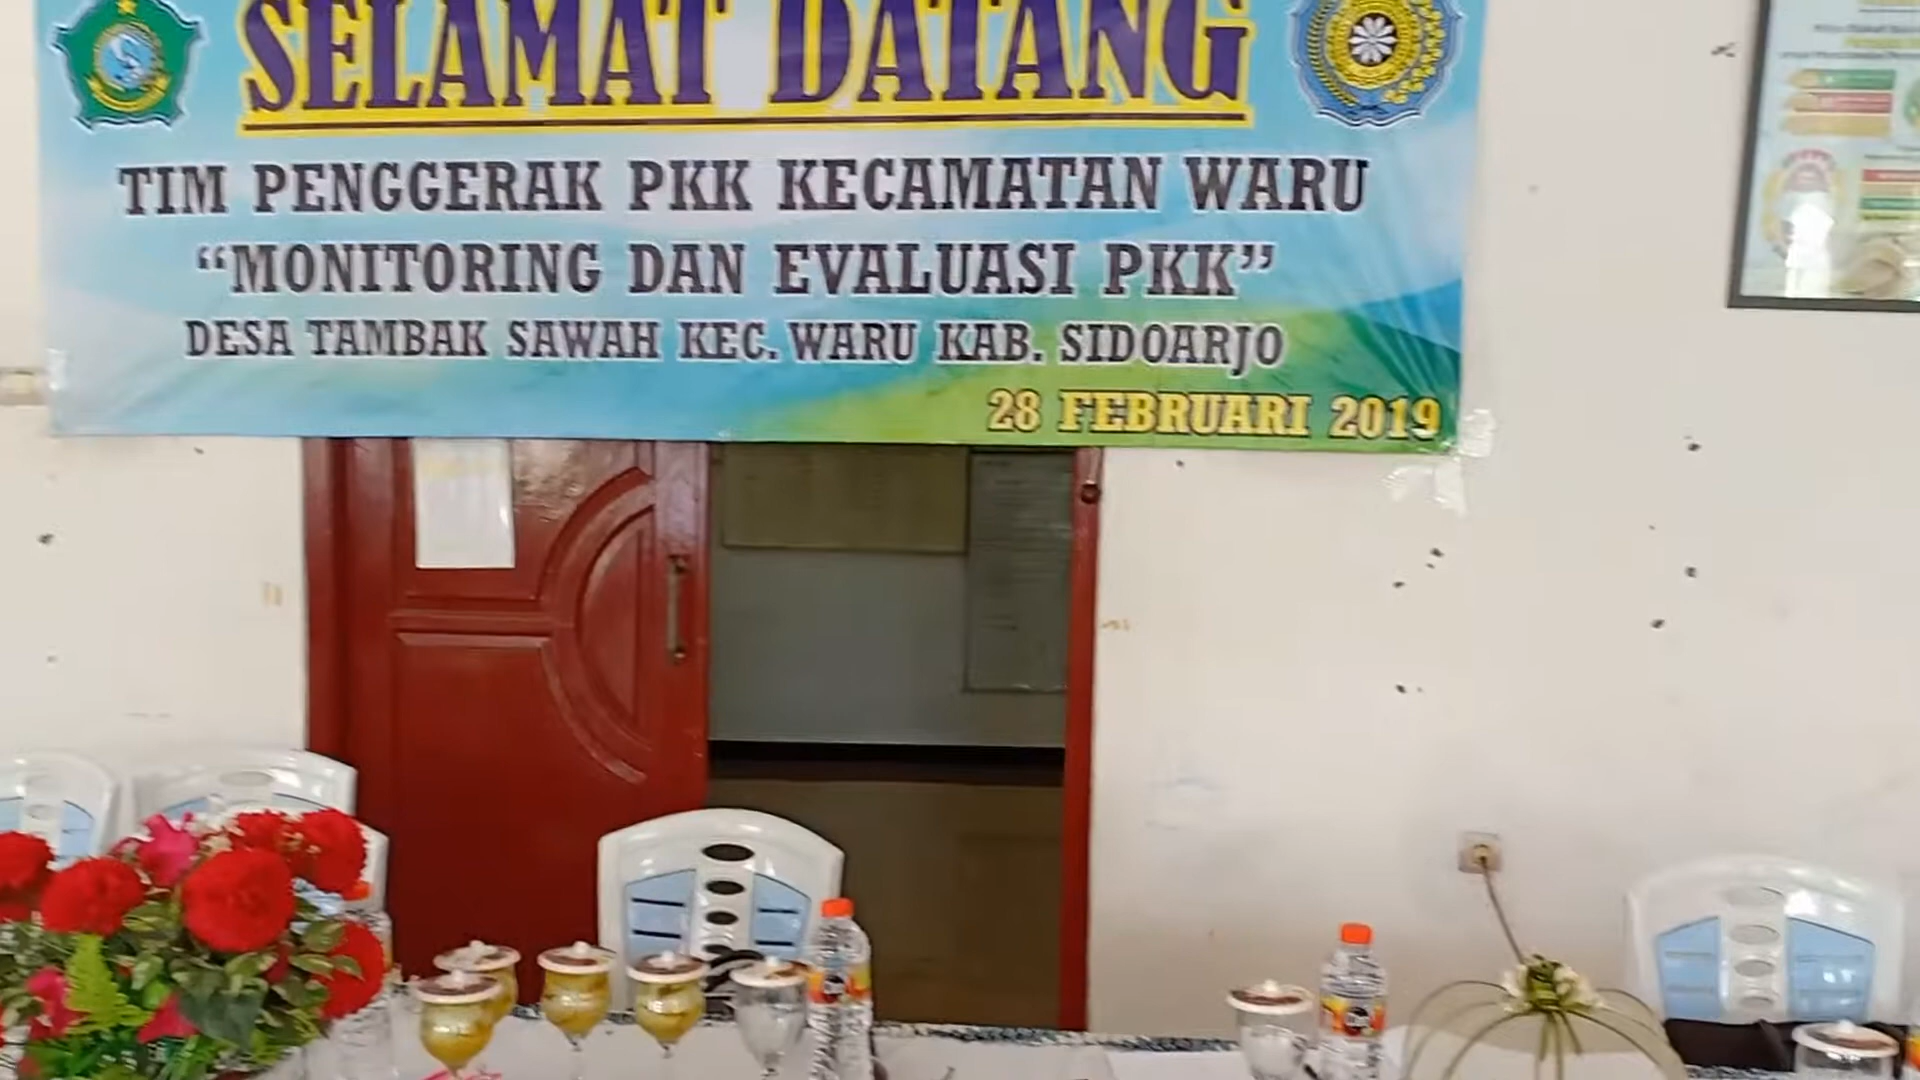 SELAMAT DATANG
TIM PENGGERAK PKK KECAMATAN WARU
“MONITORING DAN EVALUASI PKK”
DESA TAMBAK SAWAH KEC. WARU KAB. SIDOARJO
28 FEBRUARI 2019